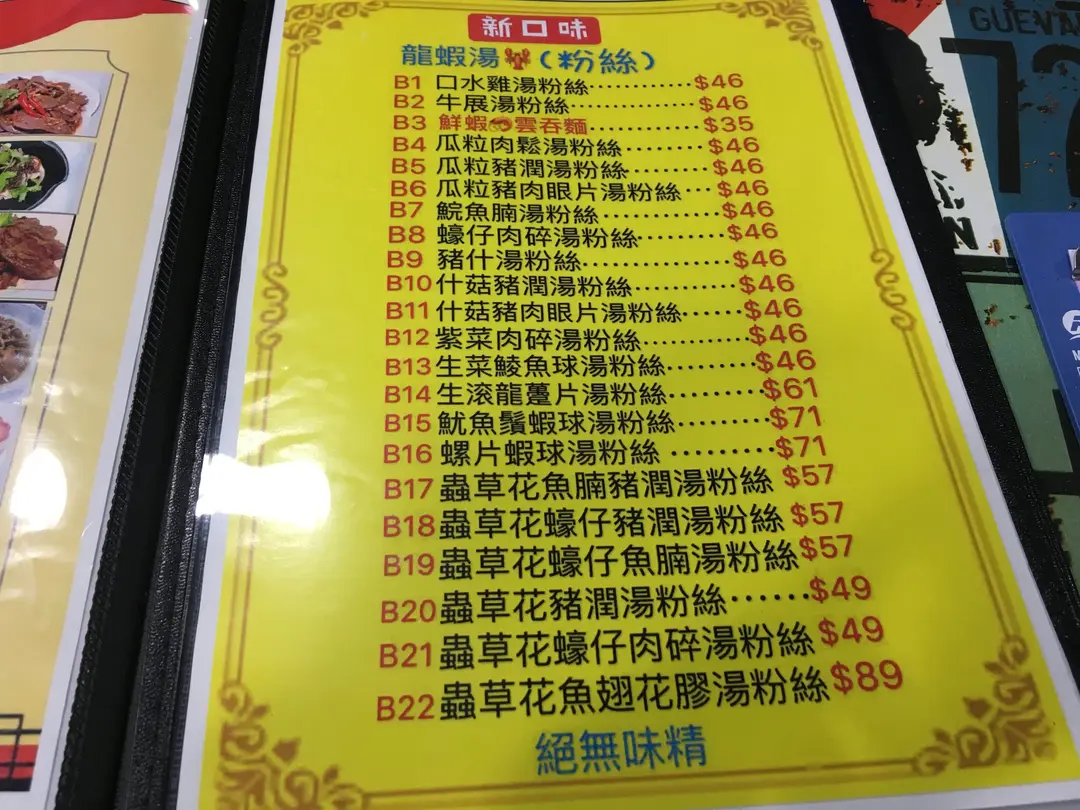 新口味
龍蝦湯(粉絲)
B1 口水雞湯粉絲············$46
B2 牛展湯粉絲···············$46
B3 鮮蝦雲吞麵..............$35
B4 瓜粒肉鬆湯粉絲·········$46
B5 瓜粒豬潤湯粉絲·········$46
B6 瓜粒豬肉眼片湯粉絲···$46
B7 鯇魚腩湯粉絲············$46
B8 蠔仔肉碎湯粉絲·········$46
B9 豬什湯粉絲···············$46
B10 什菇豬潤湯粉絲············$46
B11 什菇豬肉眼片湯粉絲······$46
B12 紫菜肉碎湯粉絲············$46
B13 生菜鯪魚球湯粉絲·········$46
B14 生滚龍躉片湯粉絲·········$61
B15 魷魚鬚蝦球湯粉絲·········$71
B16 螺片蝦球湯粉絲 ·········$71
B17 蟲草花魚腩豬潤湯粉絲 $57
B18 蟲草花蠔仔豬潤湯粉絲 $57
B19 蟲草花蠔仔魚腩湯粉絲 $57
B20 蟲草花豬潤湯粉絲······$49
B21 蟲草花蠔仔肉碎湯粉絲 $49
B22 蟲草花魚翅花膠湯粉絲 $89
絕無味精